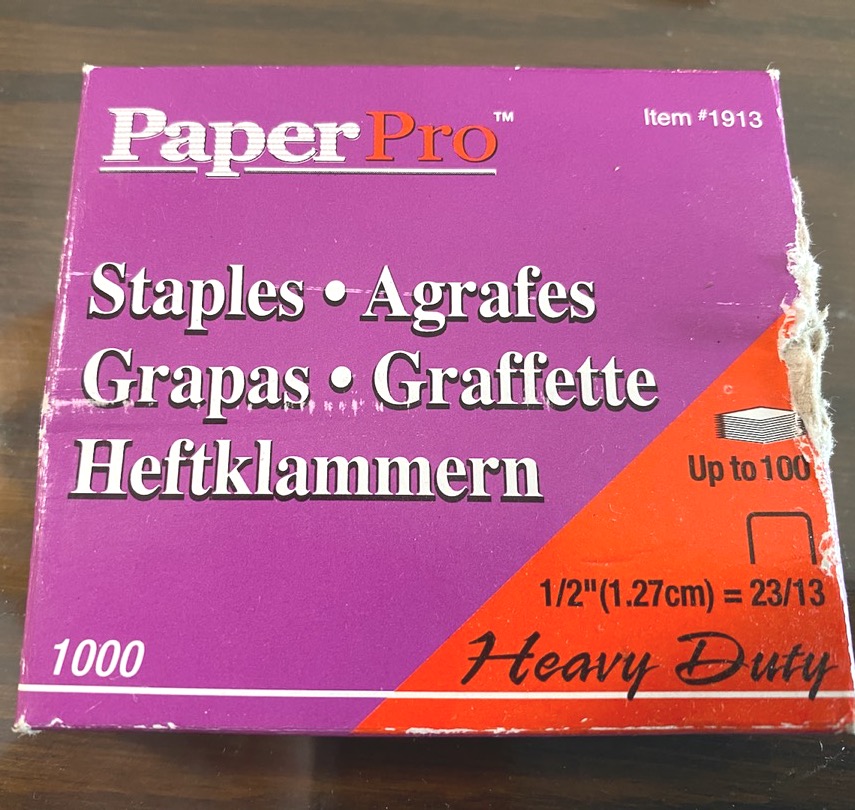 PaperPro™
Item #1913
Staples • Agrafes
Grapas • Graffette
Heftklammern
Up to 100
1/2"(1.27cm) = 23/13
1000
Heavy Duty